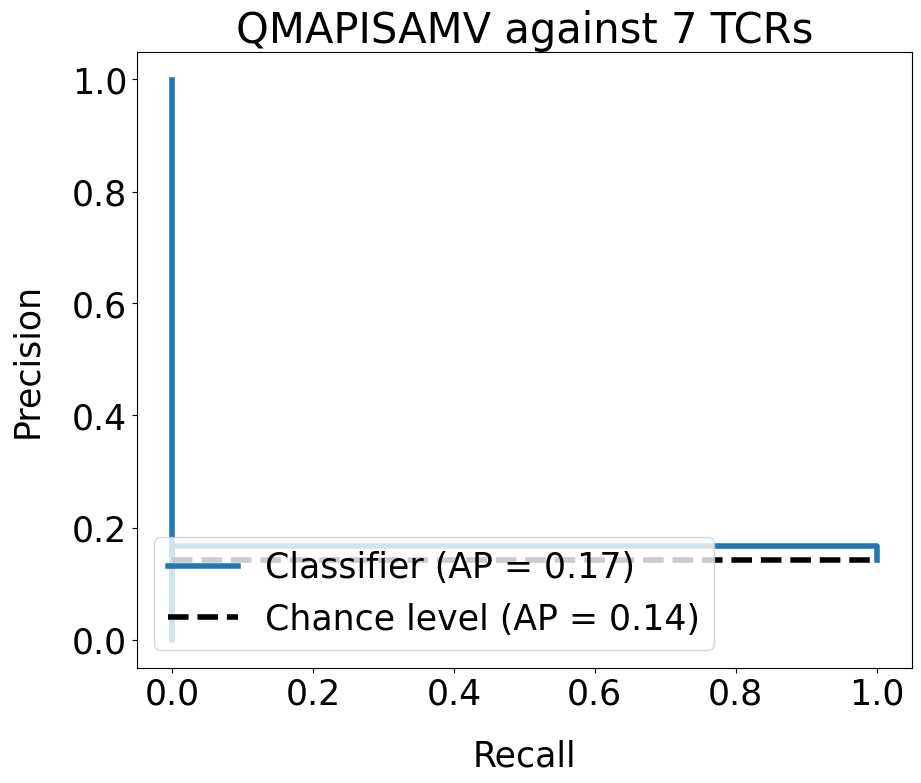 QMAPISAMV against 7 TCRs
1.0
0.8
0.6
0.4
0.2
0.0
Precision
Classifier (AP = 0.17)
Chance level (AP = 0.14)
0.0 0.2 0.4 0.6 0.8 1.0
Recall